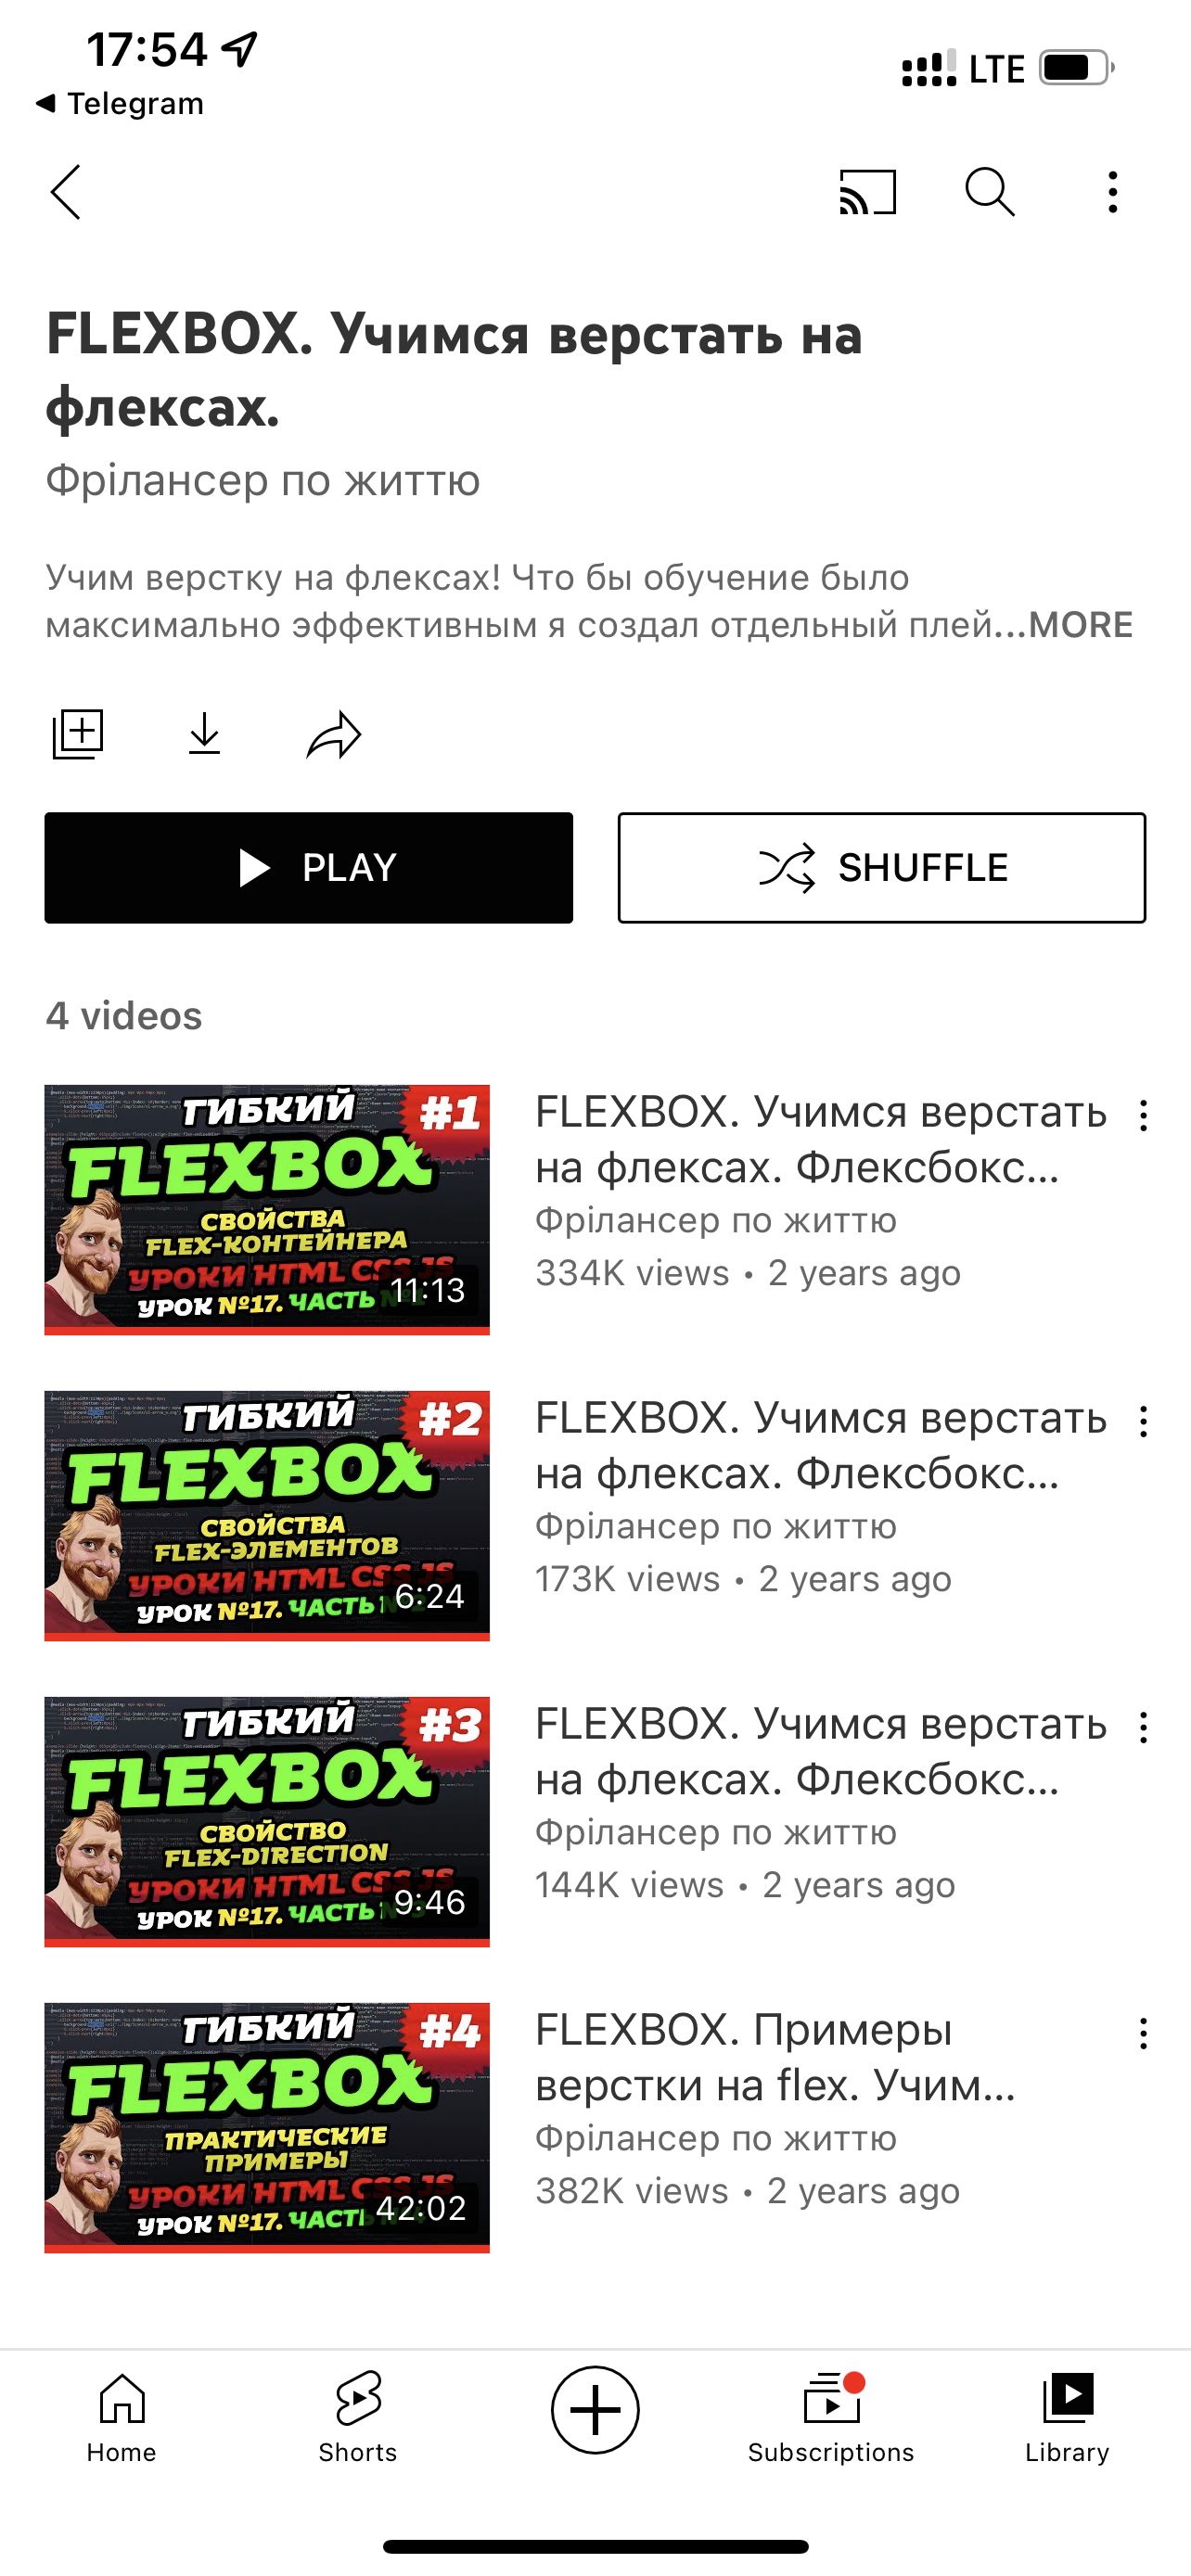 17:54
LTE
Telegram
FLEXBOX. Учимся верстать на
флексах.
Фрілансер по життю
Учим верстку на флексах! Что бы обучение было
максимально эффективным я создал отдельный плей...MORE
PLAY
SHUFFLE
4 videos
ГИБКИЙ
#1
FLEXBOX
СВОЙСТВА
FLEX-КОНТЕЙНЕРА
УРОКИ HTML CSS JS
УРОК №17. ЧАСТЬ №1
11:13
FLEXBOX. Учимся верстать
на флексах. Флексбокс...
Фрілансер по життю
334K views • 2 years ago
ГИБКИЙ
#2
FLEXBOX
СВОЙСТВА
FLEX-ЭЛЕМЕНТОВ
УРОКИ HTML CSS JS
УРОК №17. ЧАСТЬ
6:24
FLEXBOX. Учимся верстать
на флексах. Флексбокс...
Фрілансер по життю
173K views • 2 years ago
ГИБКИЙ
#3
FLEXBOX
СВОЙСТВО
FLEX-DIRECTION
УРОКИ HTML CSS JS
УРОК №17. ЧАСТЬ
9:46
FLEXBOX. Учимся верстать
на флексах. Флексбокс...
Фрілансер по життю
144K views • 2 years ago
ГИБКИЙ
#4
FLEXBOX
ПРАКТИЧЕСКИЕ
ПРИМЕРЫ
УРОКИ HTML CSS JS
УРОК №17. ЧАСТЬ
42:02
FLEXBOX. Примеры
верстки на flex. Учим...
Фрілансер по життю
382K views • 2 years ago
Home
Shorts
Subscriptions
Library